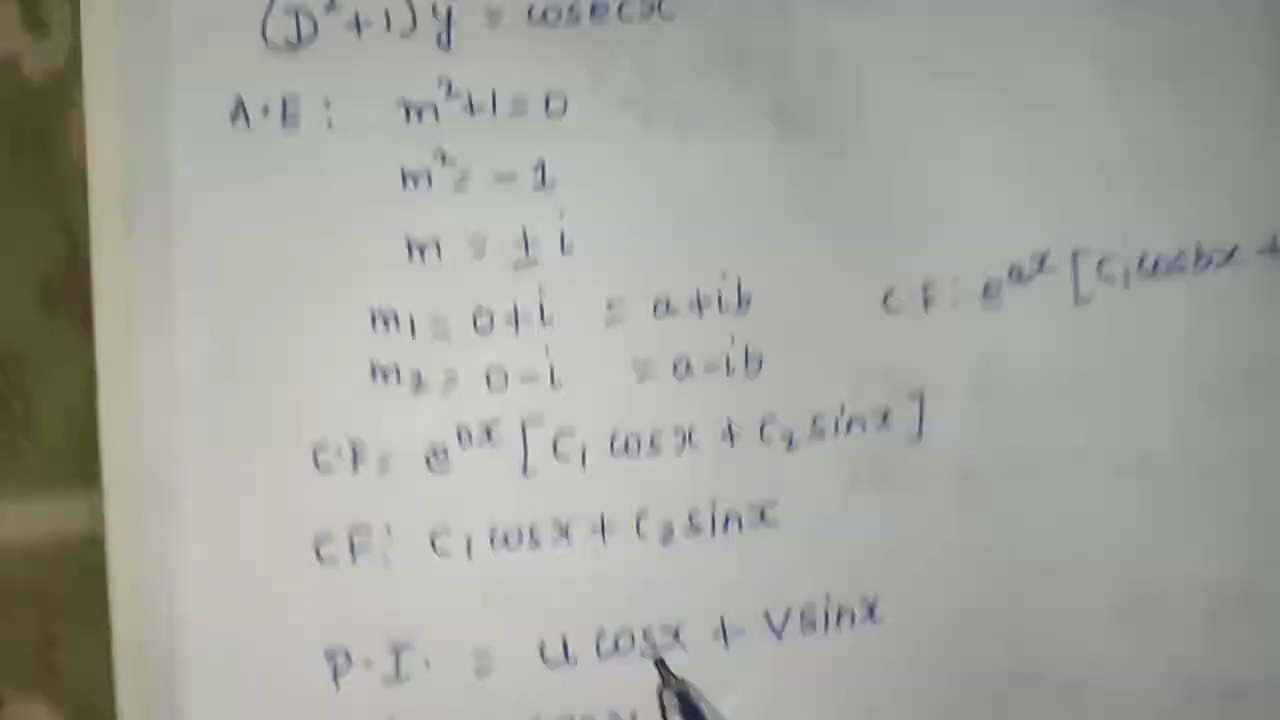 (D²+1)y = cosecx
A·E: m²+1=0
m²= -1
m = ± i
m₁ = 0+i = a+ib
m₂ = 0-i = a-ib
C·F: e^ax [C₁cosbx +
C·F= e^0x [C₁ cosx + C₂ sinx]
CF: C₁ cosx + C₂ sinx
P·I· = u cosx + v sinx